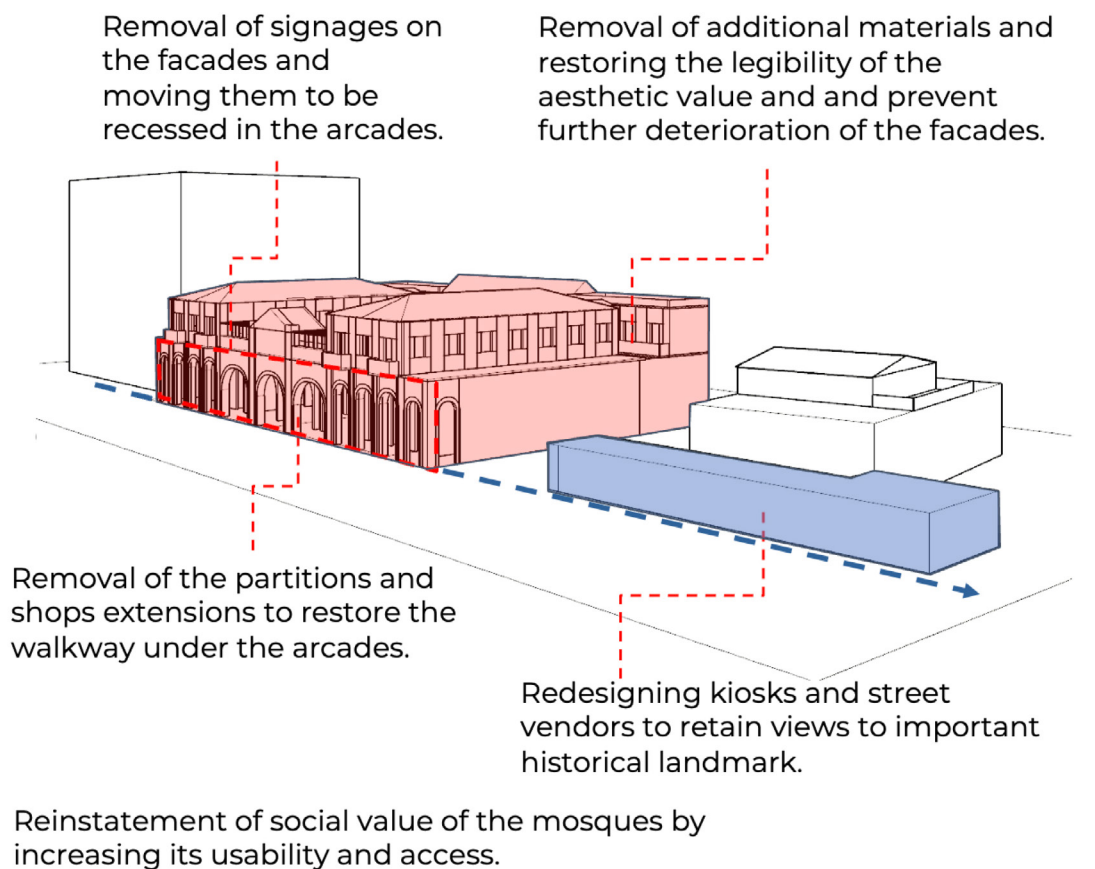 Removal of signages on
the facades and
moving them to be
recessed in the arcades.
Removal of additional materials and
restoring the legibility of the
aesthetic value and and prevent
further deterioration of the facades.
Removal of the partitions and
shops extensions to restore the
walkway under the arcades.
Redesigning kiosks and street
vendors to retain views to important
historical landmark.
Reinstatement of social value of the mosques by
increasing its usability and access.